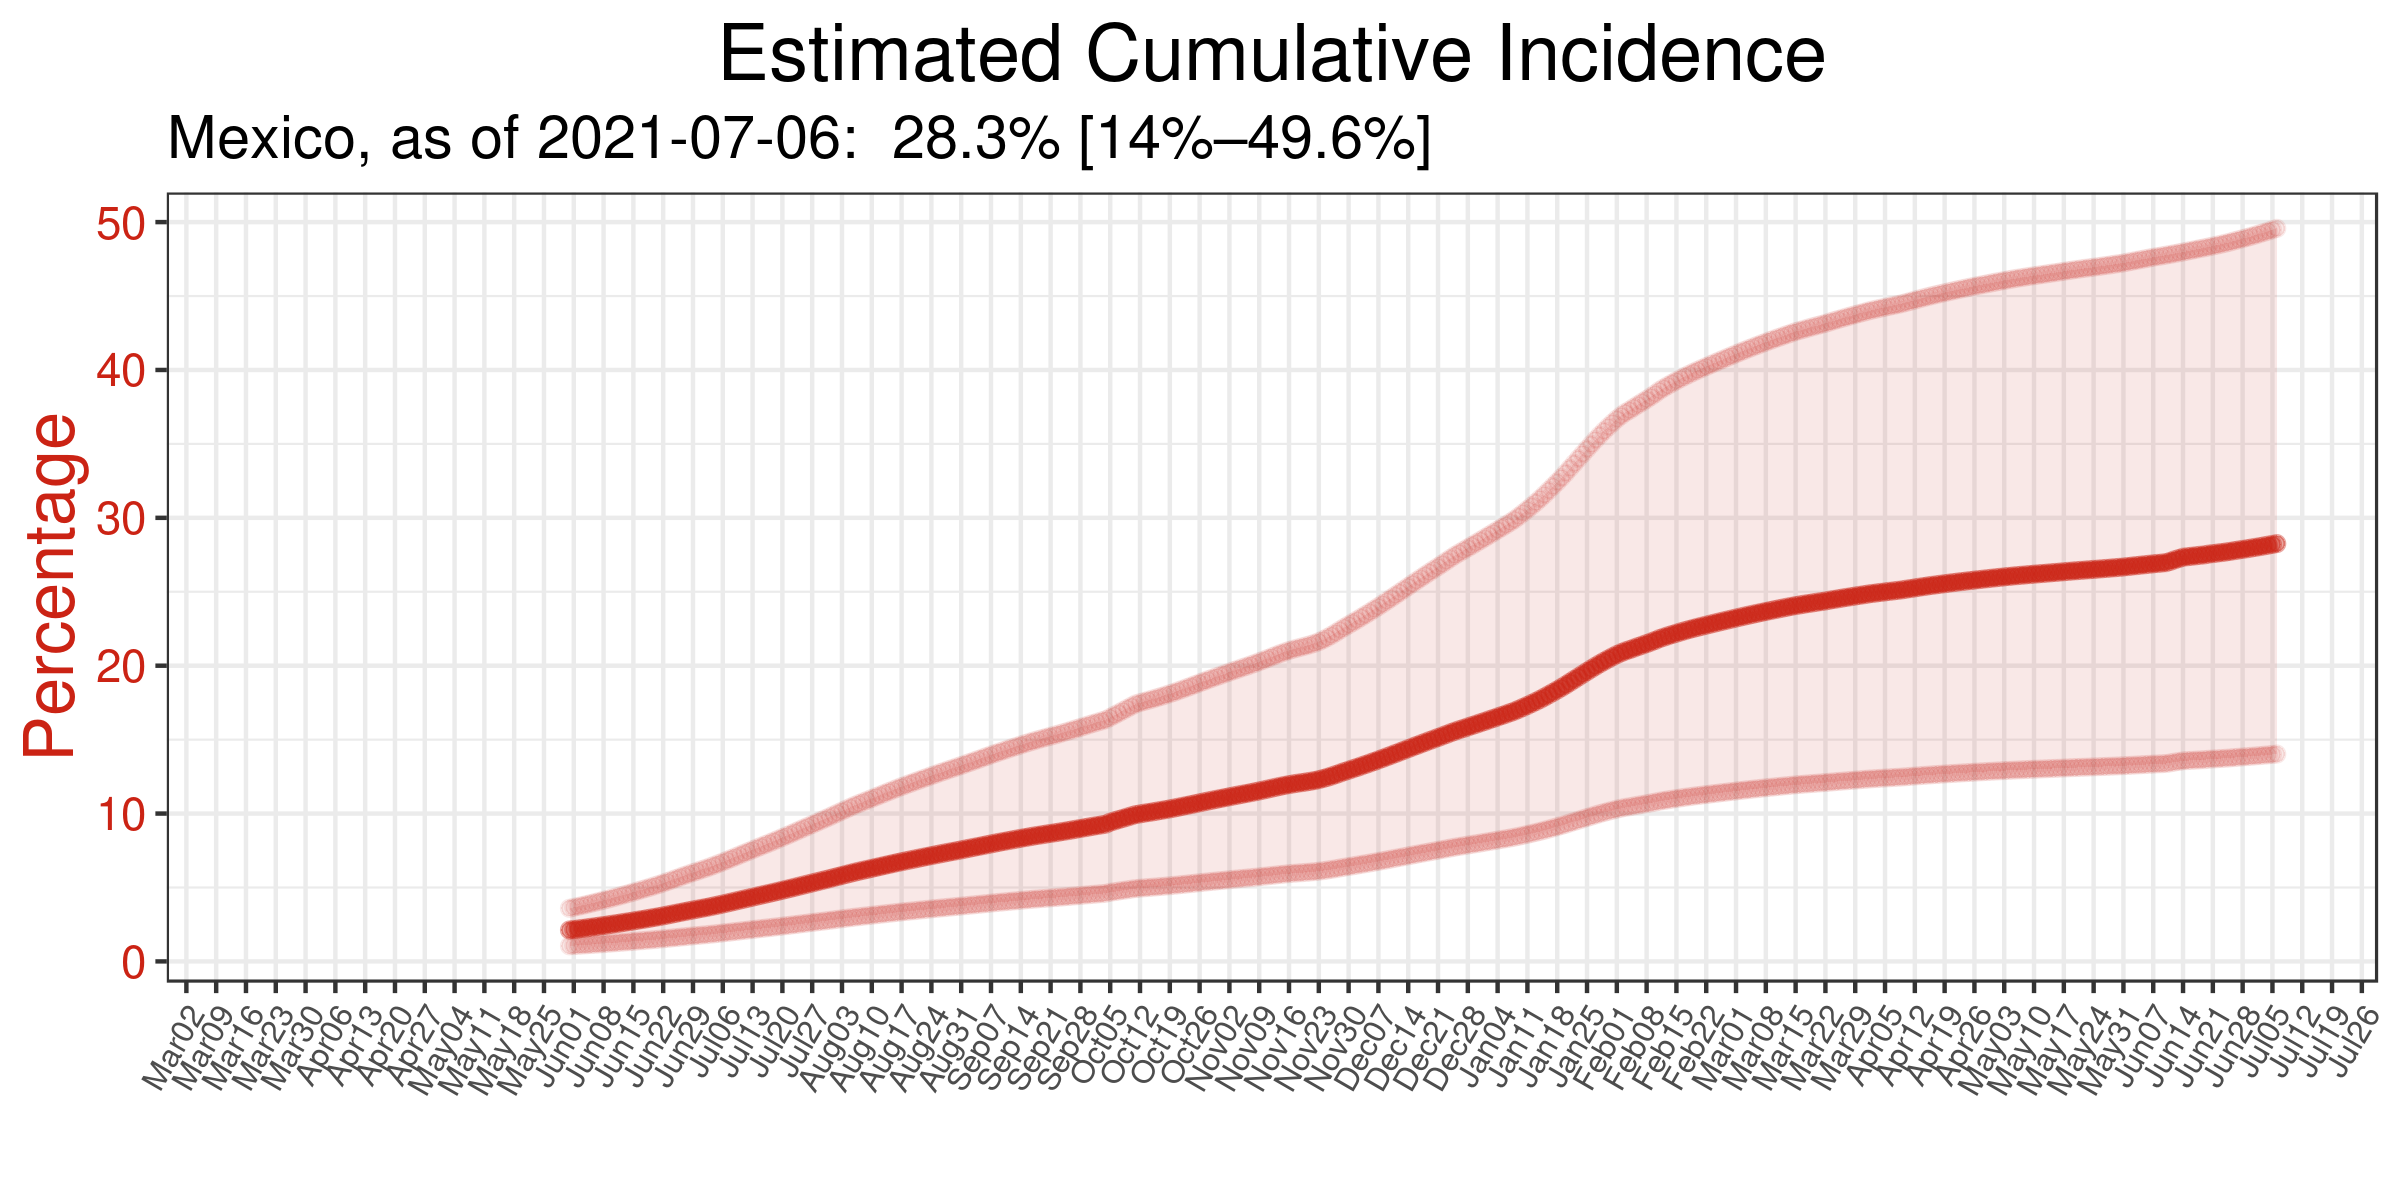 Estimated Cumulative Incidence
Mexico, as of 2021-07-06:  28.3% [14%–49.6%]
Percentage
50
40
30
20
10
0
Mar02
Mar09
Mar16
Mar23
Mar30
Apr06
Apr13
Apr20
Apr27
May04
May11
May18
May25
Jun01
Jun08
Jun15
Jun22
Jun29
Jul06
Jul13
Jul20
Jul27
Aug03
Aug10
Aug17
Aug24
Aug31
Sep07
Sep14
Sep21
Sep28
Oct05
Oct12
Oct19
Oct26
Nov02
Nov09
Nov16
Nov23
Nov30
Dec07
Dec14
Dec21
Dec28
Jan04
Jan11
Jan18
Jan25
Feb01
Feb08
Feb15
Feb22
Mar01
Mar08
Mar15
Mar22
Mar29
Apr05
Apr12
Apr19
Apr26
May03
May10
May17
May24
May31
Jun07
Jun14
Jun21
Jun28
Jul05
Jul12
Jul19
Jul26